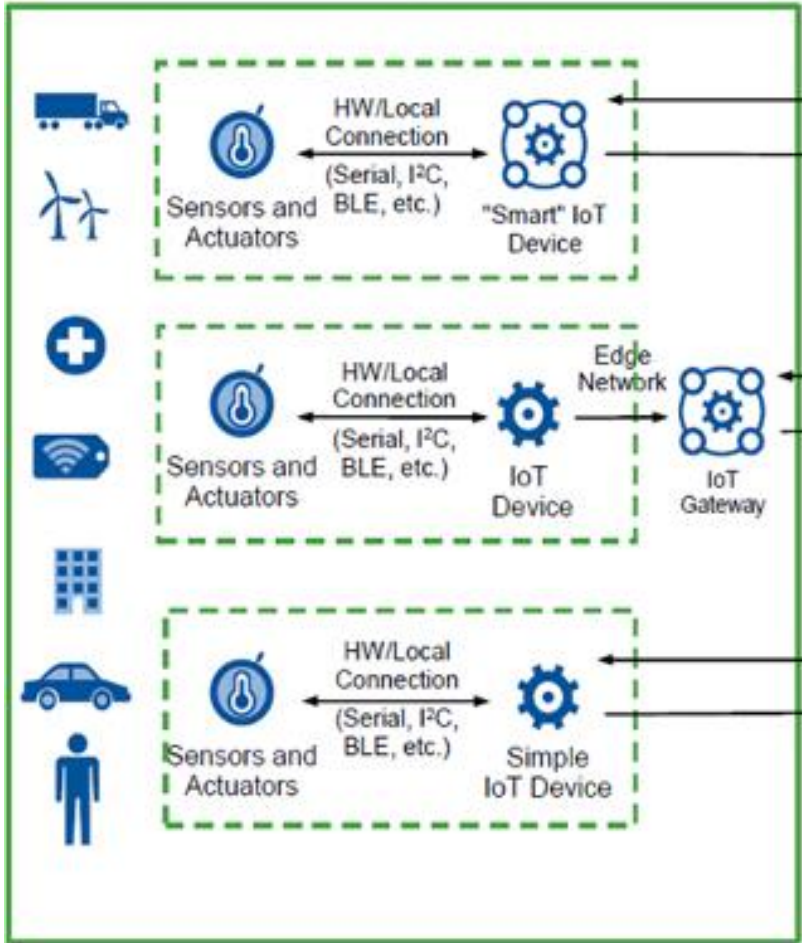 HW/Local
Connection
(Serial, I²C,
BLE, etc.)
Sensors and
Actuators
"Smart" IoT
Device
HW/Local
Connection
(Serial, I²C,
BLE, etc.)
Sensors and
Actuators
IoT
Device
Edge
Network
IoT
Gateway
HW/Local
Connection
(Serial, I²C,
BLE, etc.)
Sensors and
Actuators
Simple
IoT Device